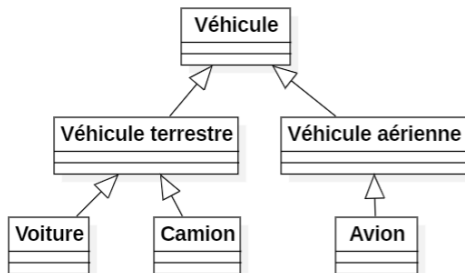 Véhicule
Véhicule terrestre
Véhicule aérienne
Voiture
Camion
Avion